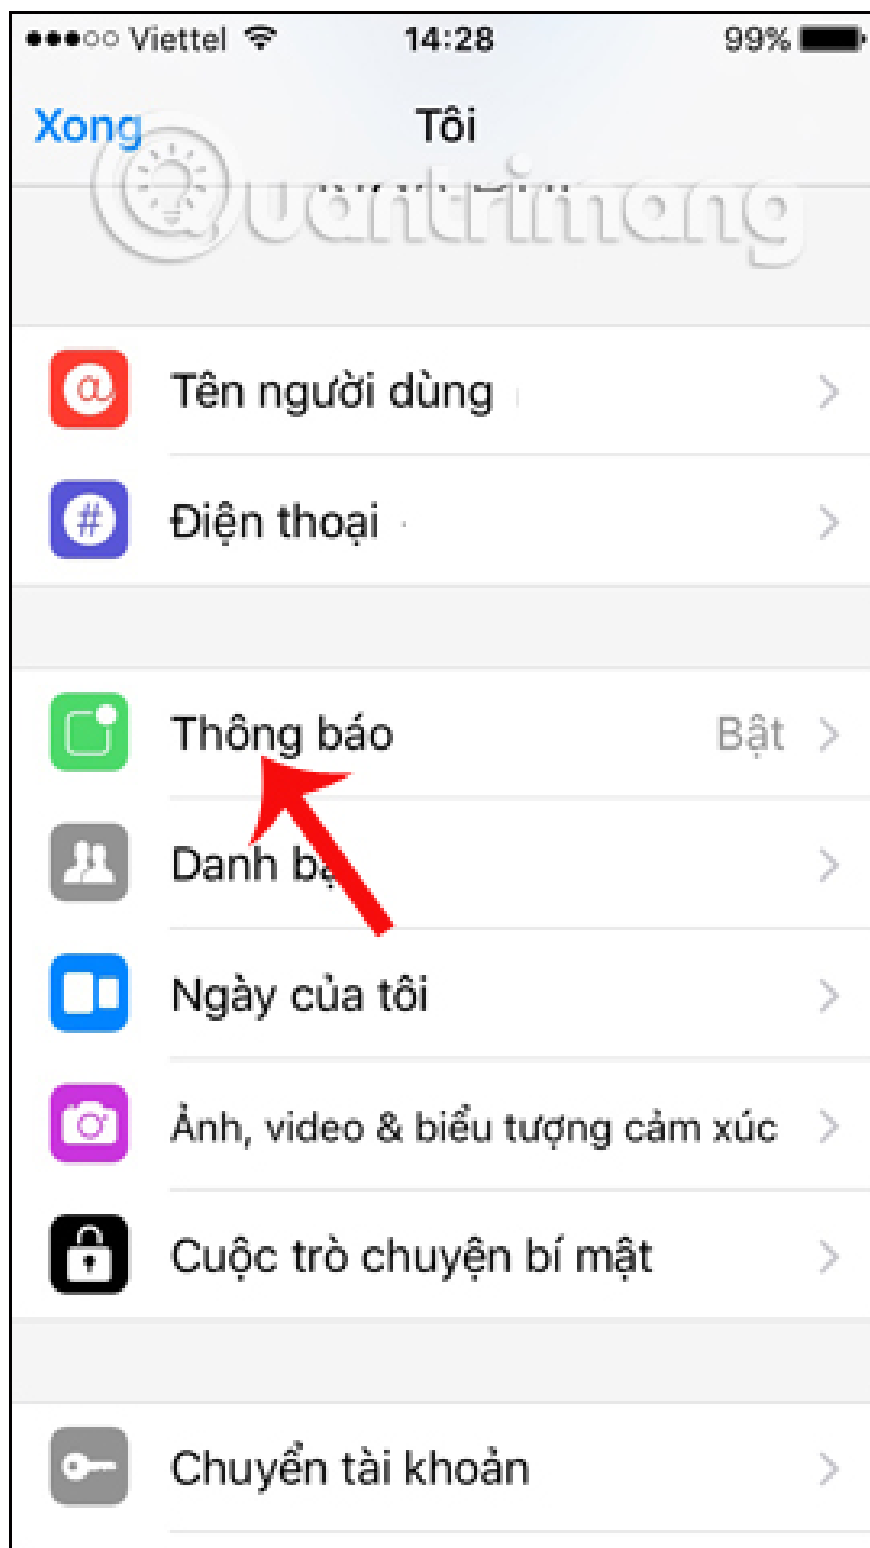 Viettel 14:28 99%
Xong Tôi
Quantrimang
Tên người dùng
Điện thoại
Thông báo Bật
Danh bạ
Ngày của tôi
Ảnh, video & biểu tượng cảm xúc
Cuộc trò chuyện bí mật
Chuyển tài khoản